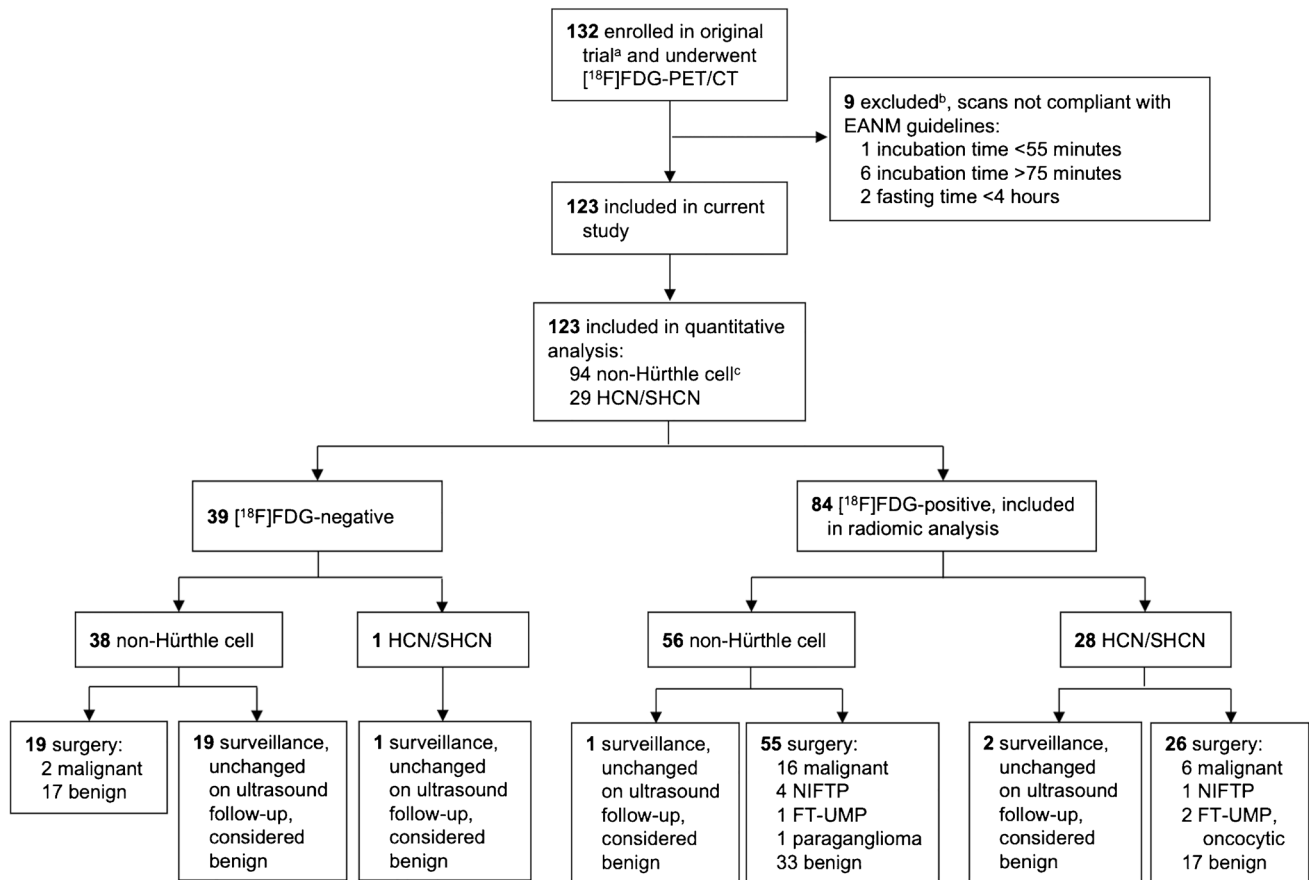 132 enrolled in original
trialᵃ and underwent
[¹⁸F]FDG-PET/CT
9 excludedᵇ, scans not compliant with
EANM guidelines:
1 incubation time <55 minutes
6 incubation time >75 minutes
2 fasting time <4 hours
123 included in current
study
123 included in quantitative
analysis:
94 non-Hürthle cellᶜ
29 HCN/SHCN
39 [¹⁸F]FDG-negative
84 [¹⁸F]FDG-positive, included
in radiomic analysis
38 non-Hürthle cell
1 HCN/SHCN
56 non-Hürthle cell
28 HCN/SHCN
19 surgery:
2 malignant
17 benign
19 surveillance,
unchanged
on ultrasound
follow-up,
considered
benign
1 surveillance,
unchanged
on ultrasound
follow-up,
considered
benign
1 surveillance,
unchanged
on ultrasound
follow-up,
considered
benign
55 surgery:
16 malignant
4 NIFTP
1 FT-UMP
1 paraganglioma
33 benign
2 surveillance,
unchanged
on ultrasound
follow-up,
considered
benign
26 surgery:
6 malignant
1 NIFTP
2 FT-UMP,
oncocytic
17 benign